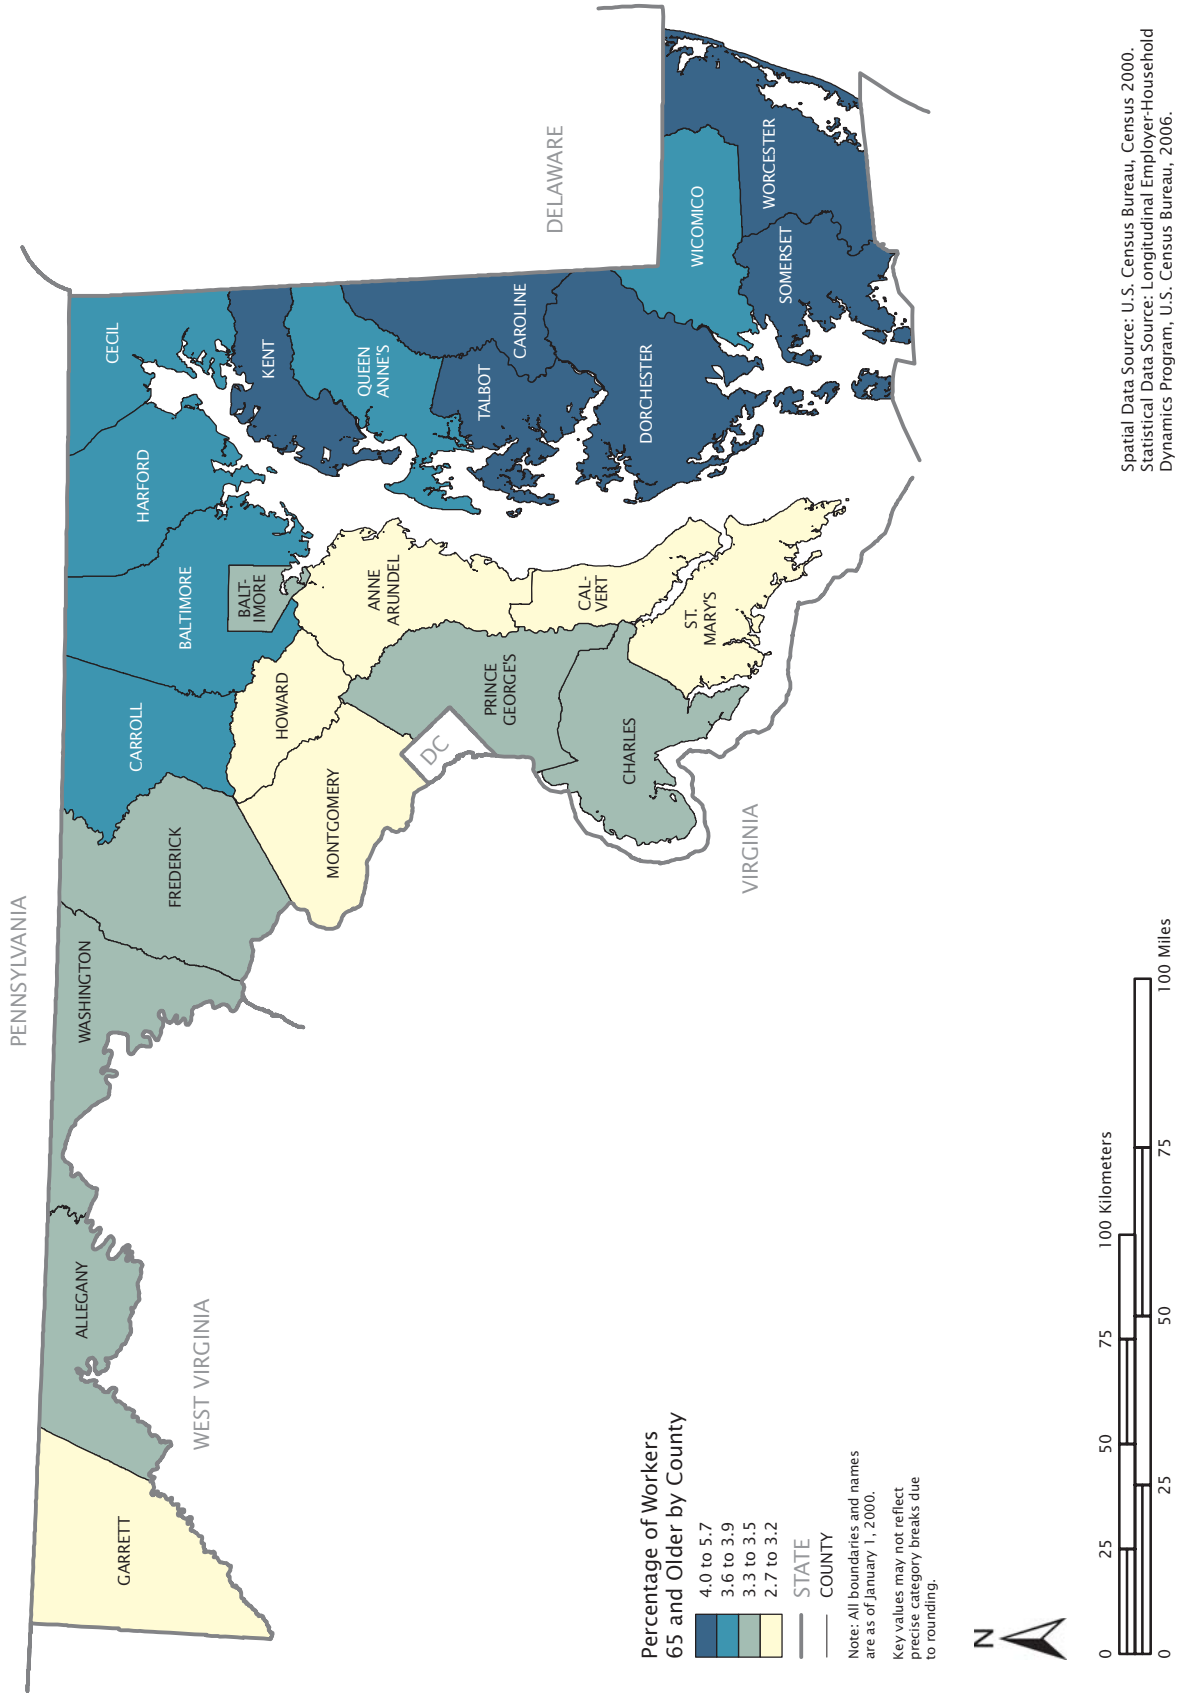 PENNSYLVANIA
GARRETT
ALLEGANY
WASHINGTON
FREDERICK
CARROLL
BALTIMORE
HARFORD
CECIL
BALT-
IMORE
HOWARD
MONTGOMERY
KENT
QUEEN
ANNE'S
ANNE
ARUNDEL
DC
PRINCE
GEORGE'S
TALBOT
CAROLINE
DELAWARE
CAL-
VERT
CHARLES
ST.
MARY'S
DORCHESTER
WICOMICO
SOMERSET
WORCESTER
WEST VIRGINIA
VIRGINIA
Percentage of Workers
65 and Older by County
4.0 to 5.7
3.6 to 3.9
3.3 to 3.5
2.7 to 3.2
STATE
COUNTY
Note: All boundaries and names
are as of January 1, 2000.
Key values may not reflect
precise category breaks due
to rounding.
N
0 25 50 75 100 Kilometers
0 25 50 75 100 Miles
Spatial Data Source: U.S. Census Bureau, Census 2000.
Statistical Data Source: Longitudinal Employer-Household
Dynamics Program, U.S. Census Bureau, 2006.